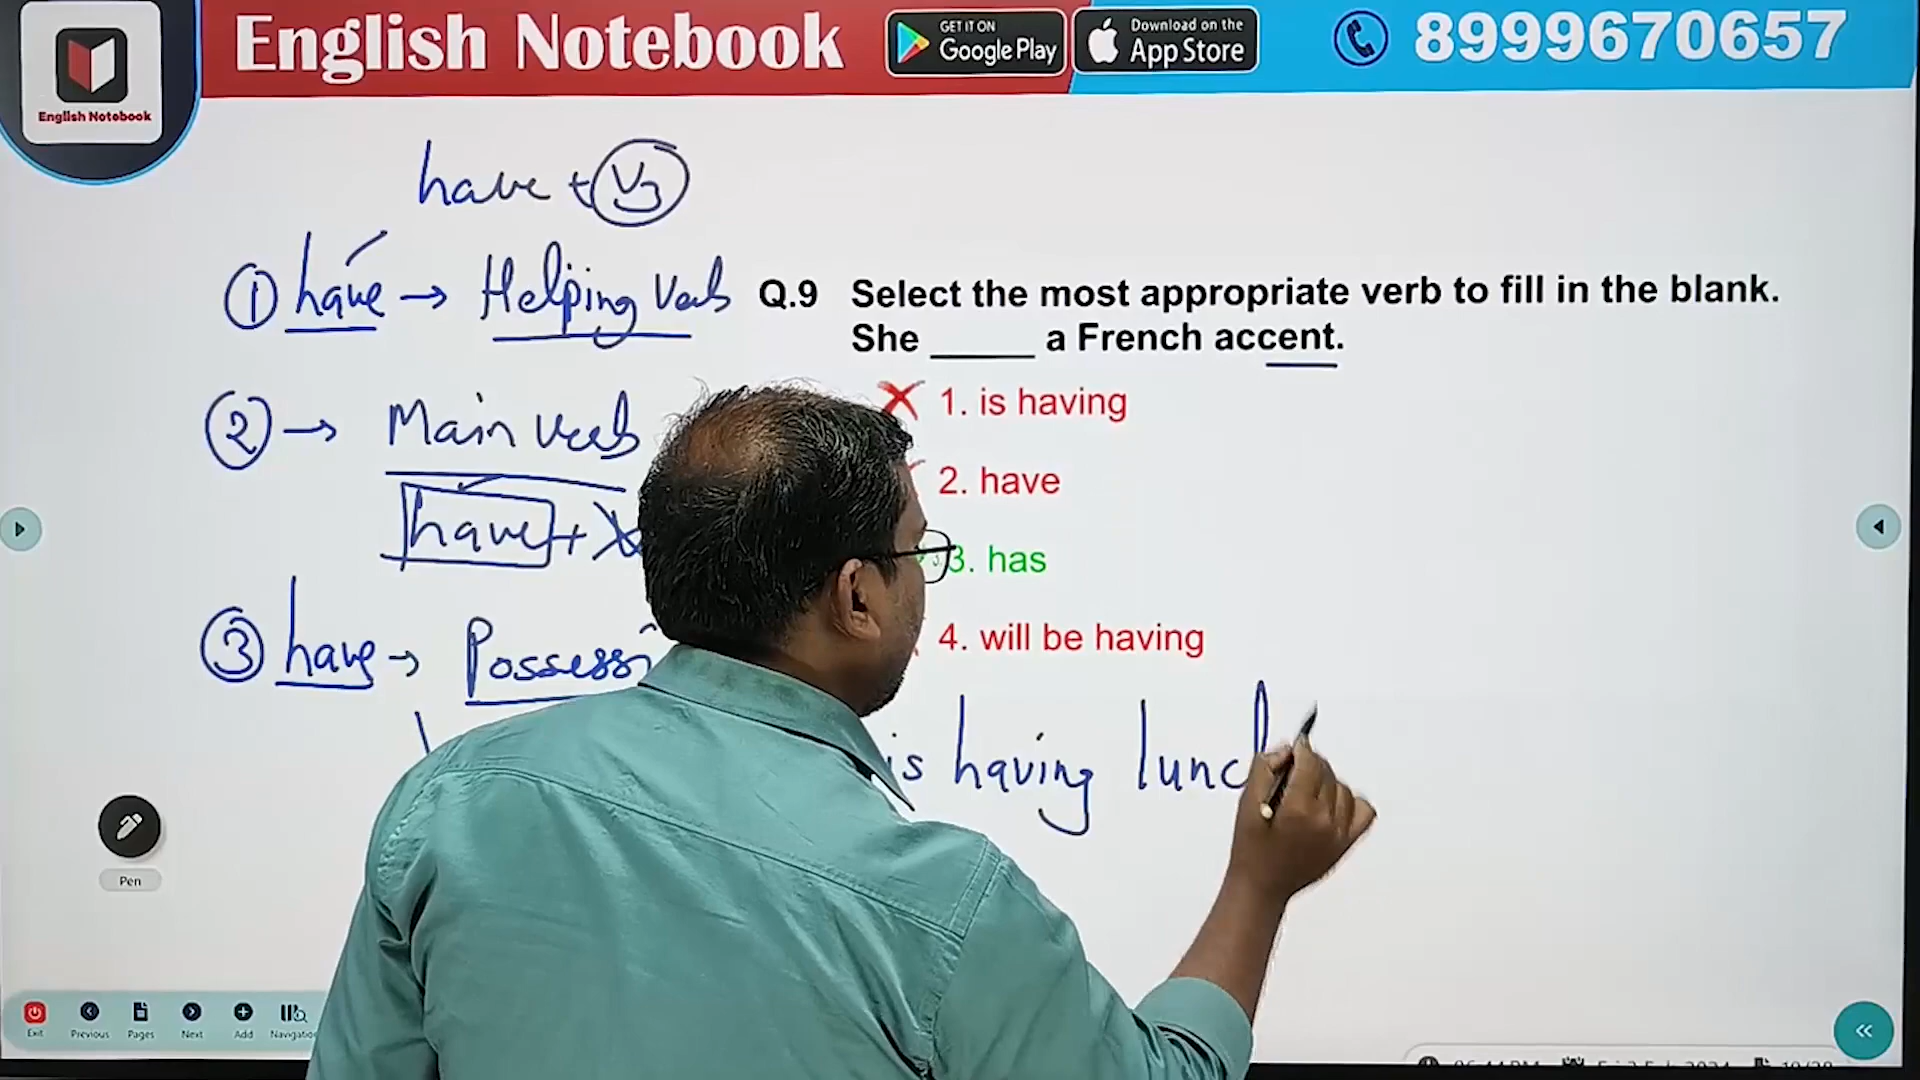 English Notebook
English Notebook
GET IT ON
Google Play
Download on the
App Store
8999670657
have + V3
① have → Helping Verb
② → Main verb
have +
③ have →
Q.9 Select the most appropriate verb to fill in the blank.
She _____ a French accent.
1. is having
2. have
3. has
4. will be having
is having
Pen
Exit
Previous
Pages
Next
Add